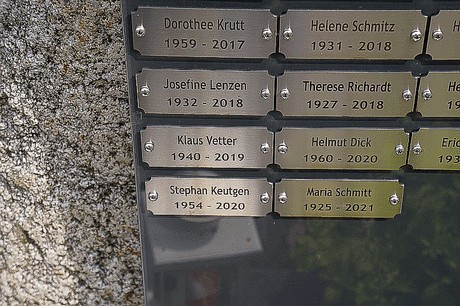 Dorothee Krutt
1959 - 2017
Helene Schmitz
1931 - 2018
Josefine Lenzen
1932 - 2018
Therese Richardt
1927 - 2018
Klaus Vetter
1940 - 2019
Helmut Dick
1960 - 2020
Stephan Keutgen
1954 - 2020
Maria Schmitt
1925 - 2021